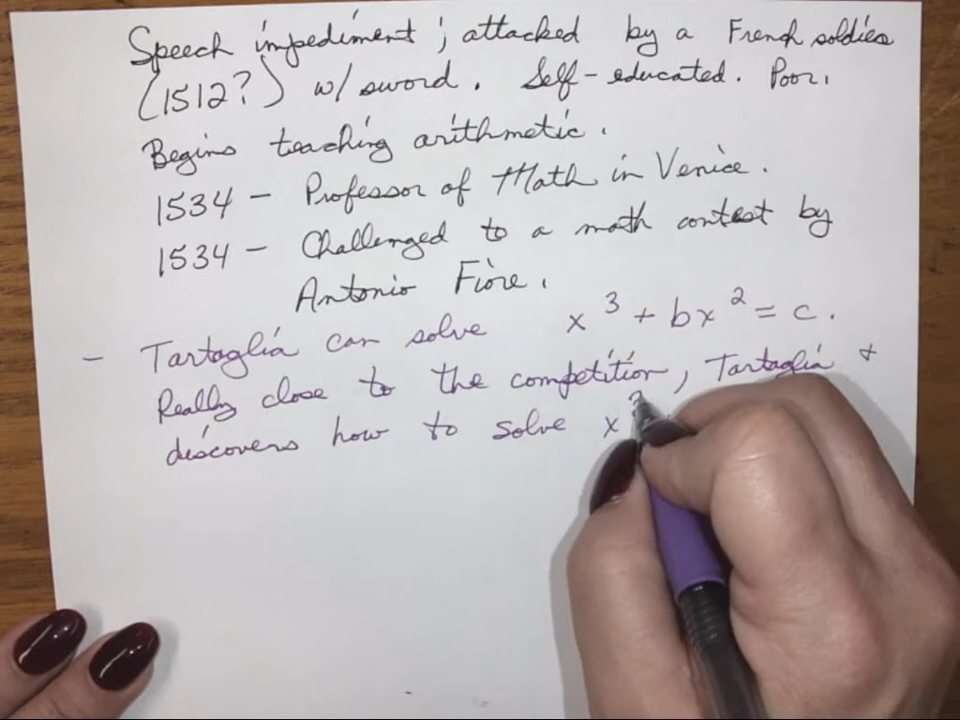 Speech impediment; attacked by a French soldier
(1512?) w/ sword. Self-educated. Poor.
Begins teaching arithmetic.
1534 - Professor of Math in Venice.
1534 - Challenged to a math contest by
Antonio Fiore.
- Tartaglia can solve x³ + bx² = c.
Really close to the competition, Tartaglia +
discovers how to solve x